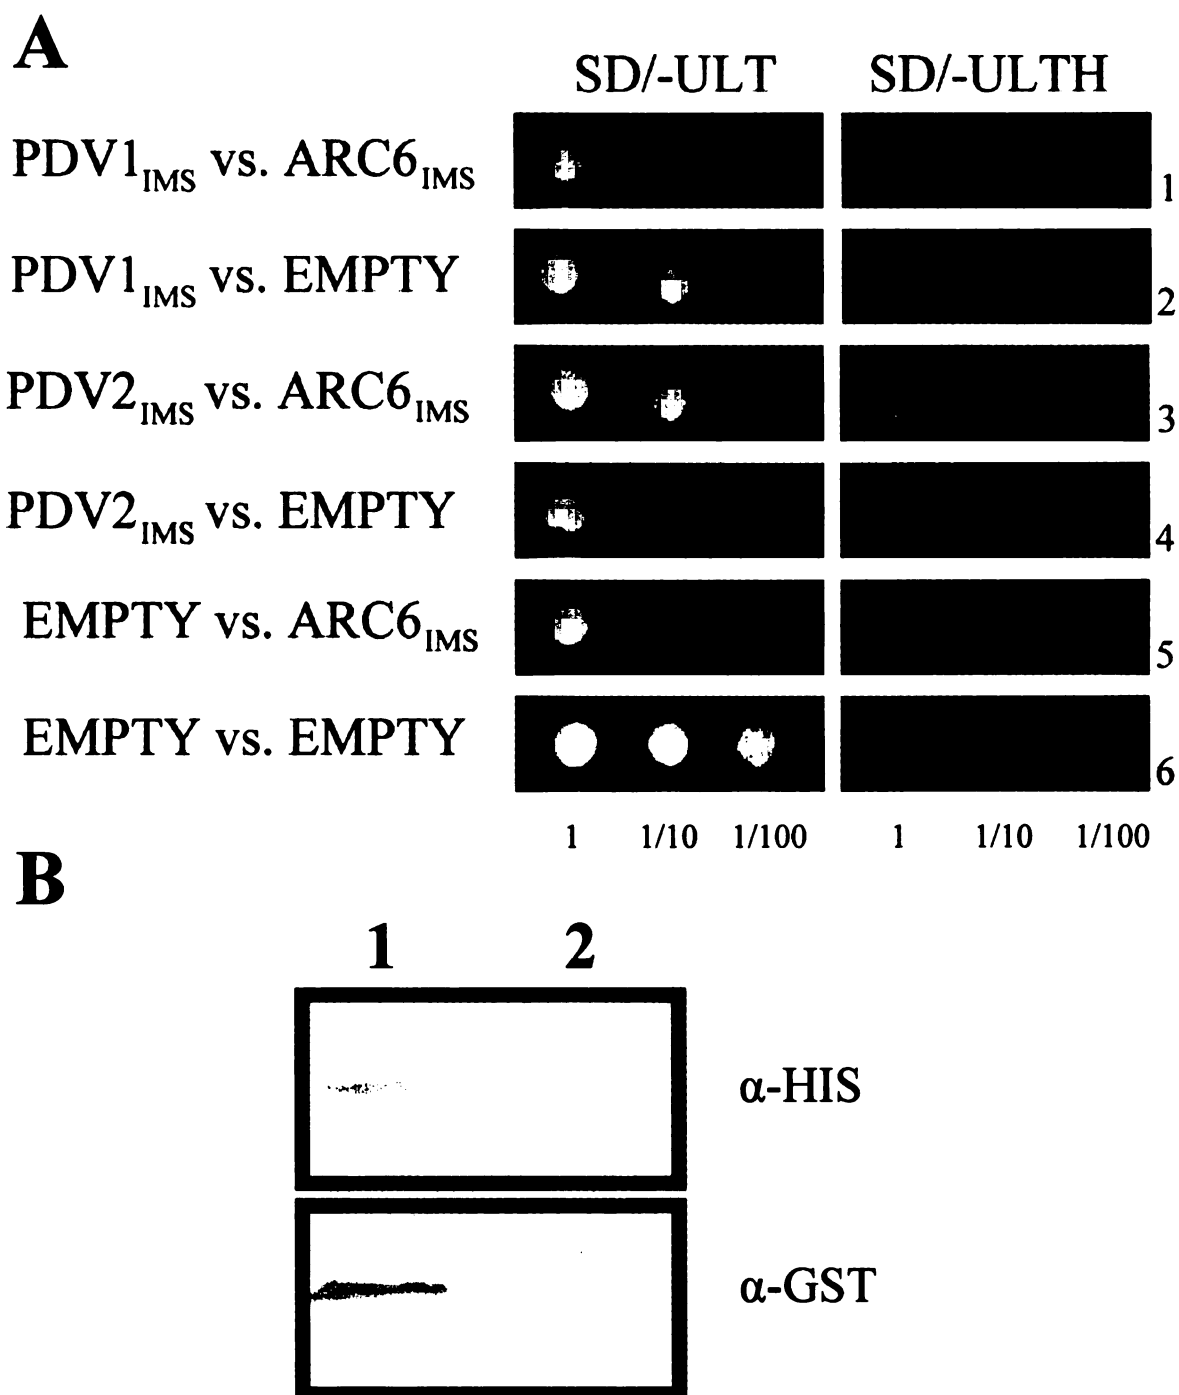 A
SD/-ULT SD/-ULTH
PDV1IMS vs. ARC6IMS 1
PDV1IMS vs. EMPTY 2
PDV2IMS vs. ARC6IMS 3
PDV2IMS vs. EMPTY 4
EMPTY vs. ARC6IMS 5
EMPTY vs. EMPTY 6
1 1/10 1/100 1 1/10 1/100
B
1 2
α-HIS
α-GST